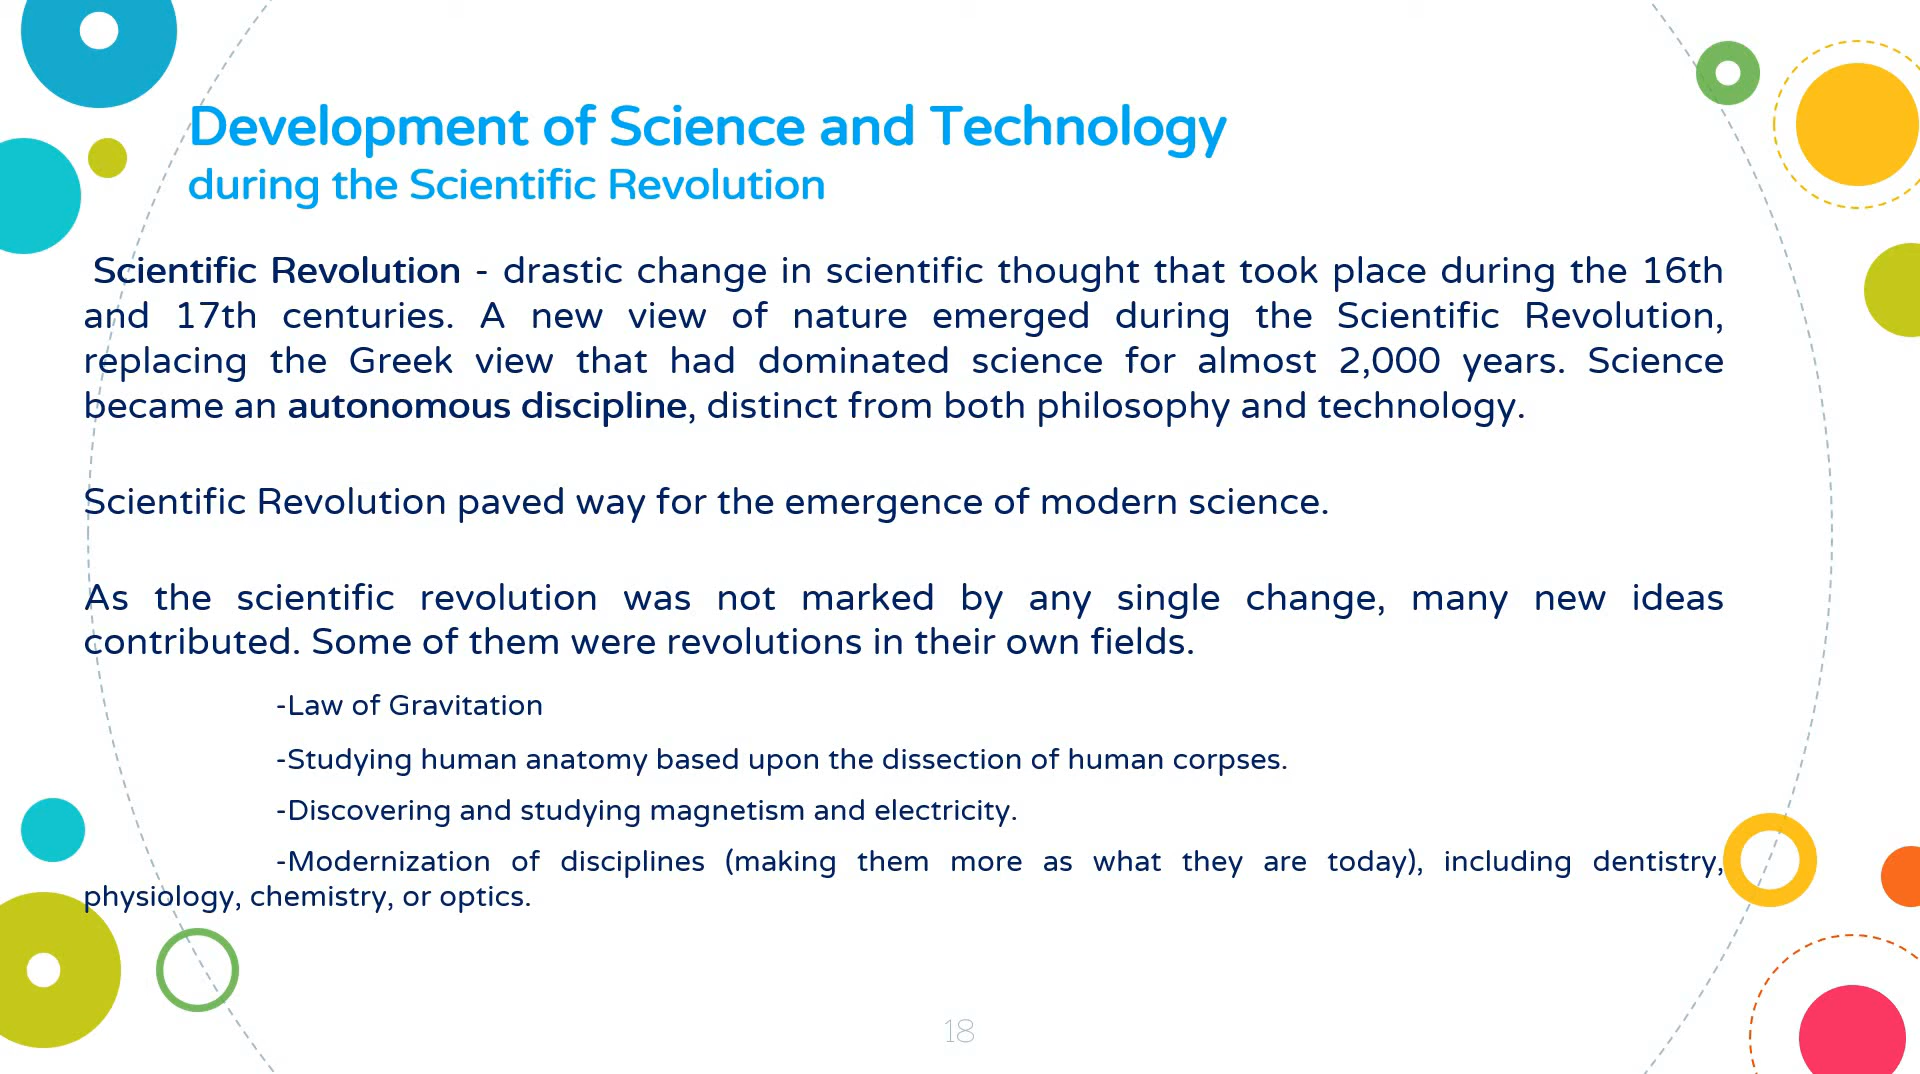 Development of Science and Technology
during the Scientific Revolution
Scientific Revolution - drastic change in scientific thought that took place during the 16th
and 17th centuries. A new view of nature emerged during the Scientific Revolution,
replacing the Greek view that had dominated science for almost 2,000 years. Science
became an autonomous discipline, distinct from both philosophy and technology.
Scientific Revolution paved way for the emergence of modern science.
As the scientific revolution was not marked by any single change, many new ideas
contributed. Some of them were revolutions in their own fields.
-Law of Gravitation
-Studying human anatomy based upon the dissection of human corpses.
-Discovering and studying magnetism and electricity.
-Modernization of disciplines (making them more as what they are today), including dentistry,
physiology, chemistry, or optics.
18